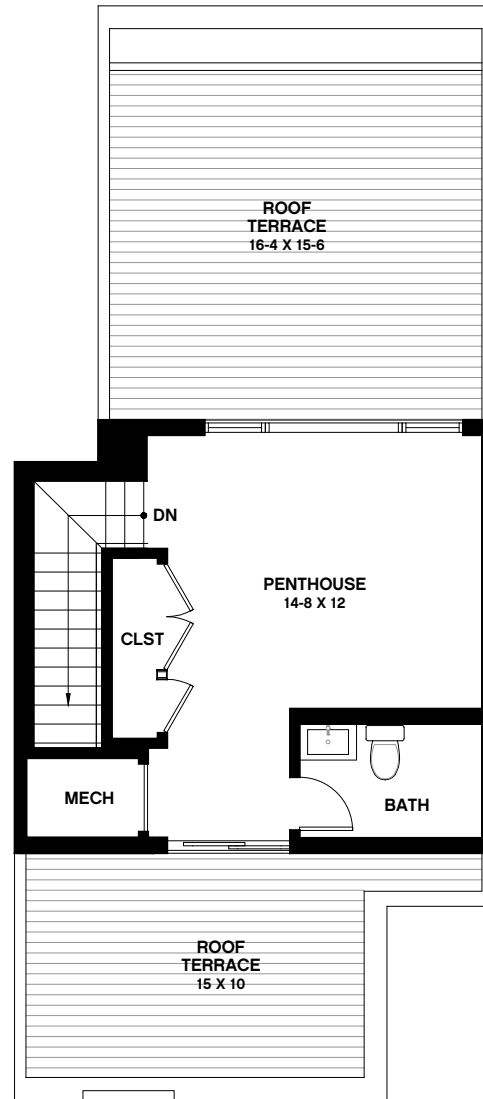 ROOF
TERRACE
16-4 X 15-6
DN
PENTHOUSE
14-8 X 12
CLST
MECH
BATH
ROOF
TERRACE
15 X 10